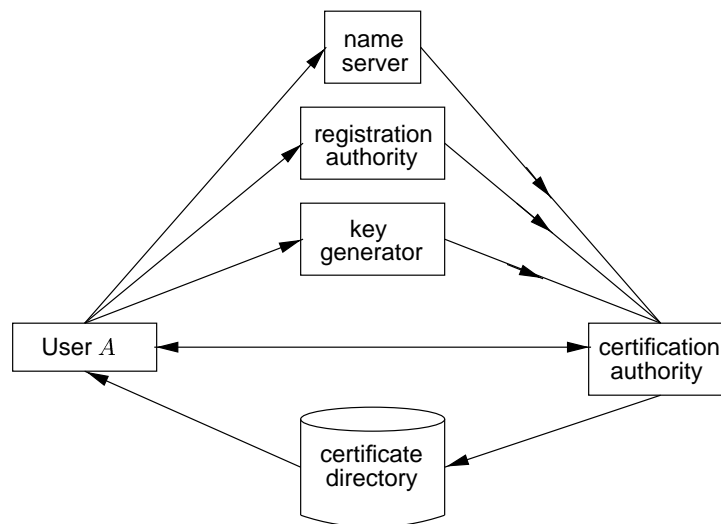 name
server
registration
authority
key
generator
User A
certification
authority
certificate
directory